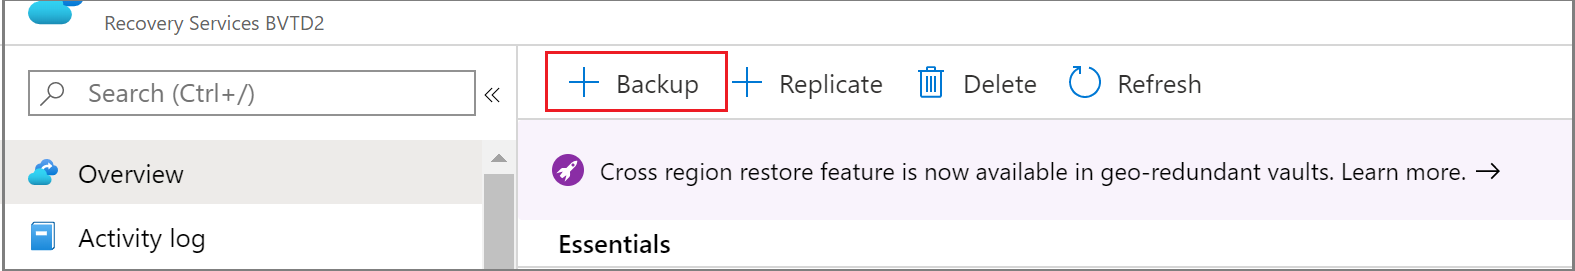 Recovery Services BVTD2
Search (Ctrl+/)
«
Backup
Replicate
Delete
Refresh
Overview
Activity log
Cross region restore feature is now available in geo-redundant vaults. Learn more. →
Essentials